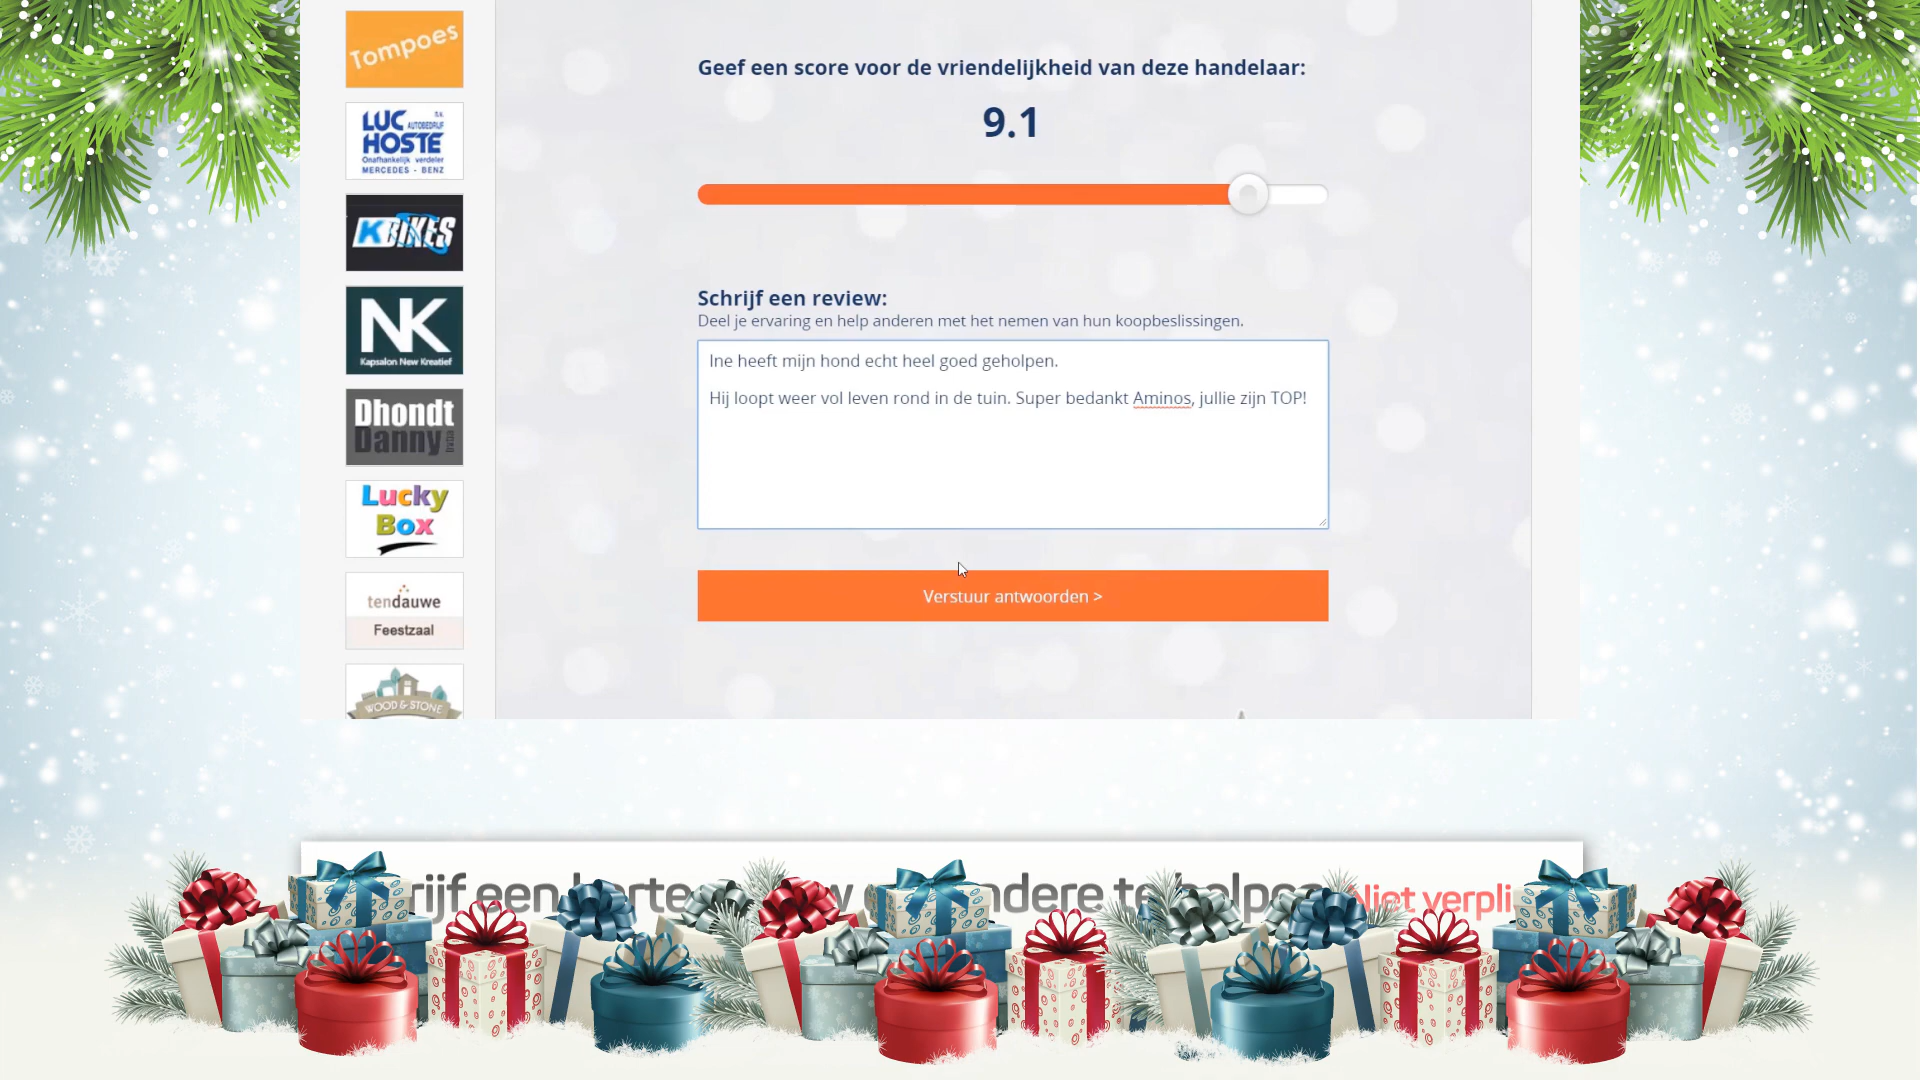 Tompoes
LUC B.V.
AUTOBEDRIJF
HOSTE
Onafhankelijk verdeler
MERCEDES - BENZ
KBIKES
NK
Kapsalon New Kreatief
Dhondt
Danny
Lucky
Box
tendauwe
Feestzaal
WOOD & STONE
Geef een score voor de vriendelijkheid van deze handelaar:
9.1
Schrijf een review:
Deel je ervaring en help anderen met het nemen van hun koopbeslissingen.
Ine heeft mijn hond echt heel goed geholpen.
Hij loopt weer vol leven rond in de tuin. Super bedankt Aminos, jullie zijn TOP!
Verstuur antwoorden >
rijf een korte w ndere te helpen Niet verpli